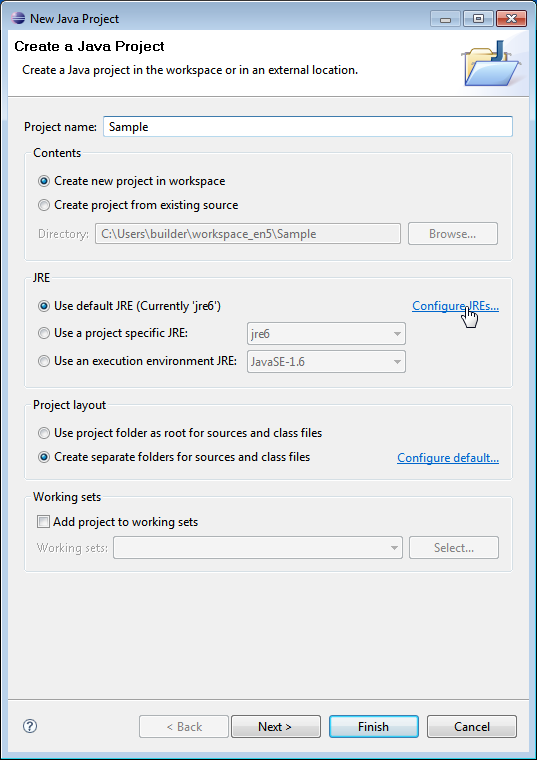 New Java Project
Create a Java Project
Create a Java project in the workspace or in an external location.
Project name: Sample
Contents
Create new project in workspace
Create project from existing source
Directory: C:\Users\builder\workspace_en5\Sample Browse...
JRE
Use default JRE (Currently 'jre6') Configure JREs...
Use a project specific JRE: jre6
Use an execution environment JRE: JavaSE-1.6
Project layout
Use project folder as root for sources and class files
Create separate folders for sources and class files Configure default...
Working sets
Add project to working sets
Working sets: Select...
? < Back Next > Finish Cancel